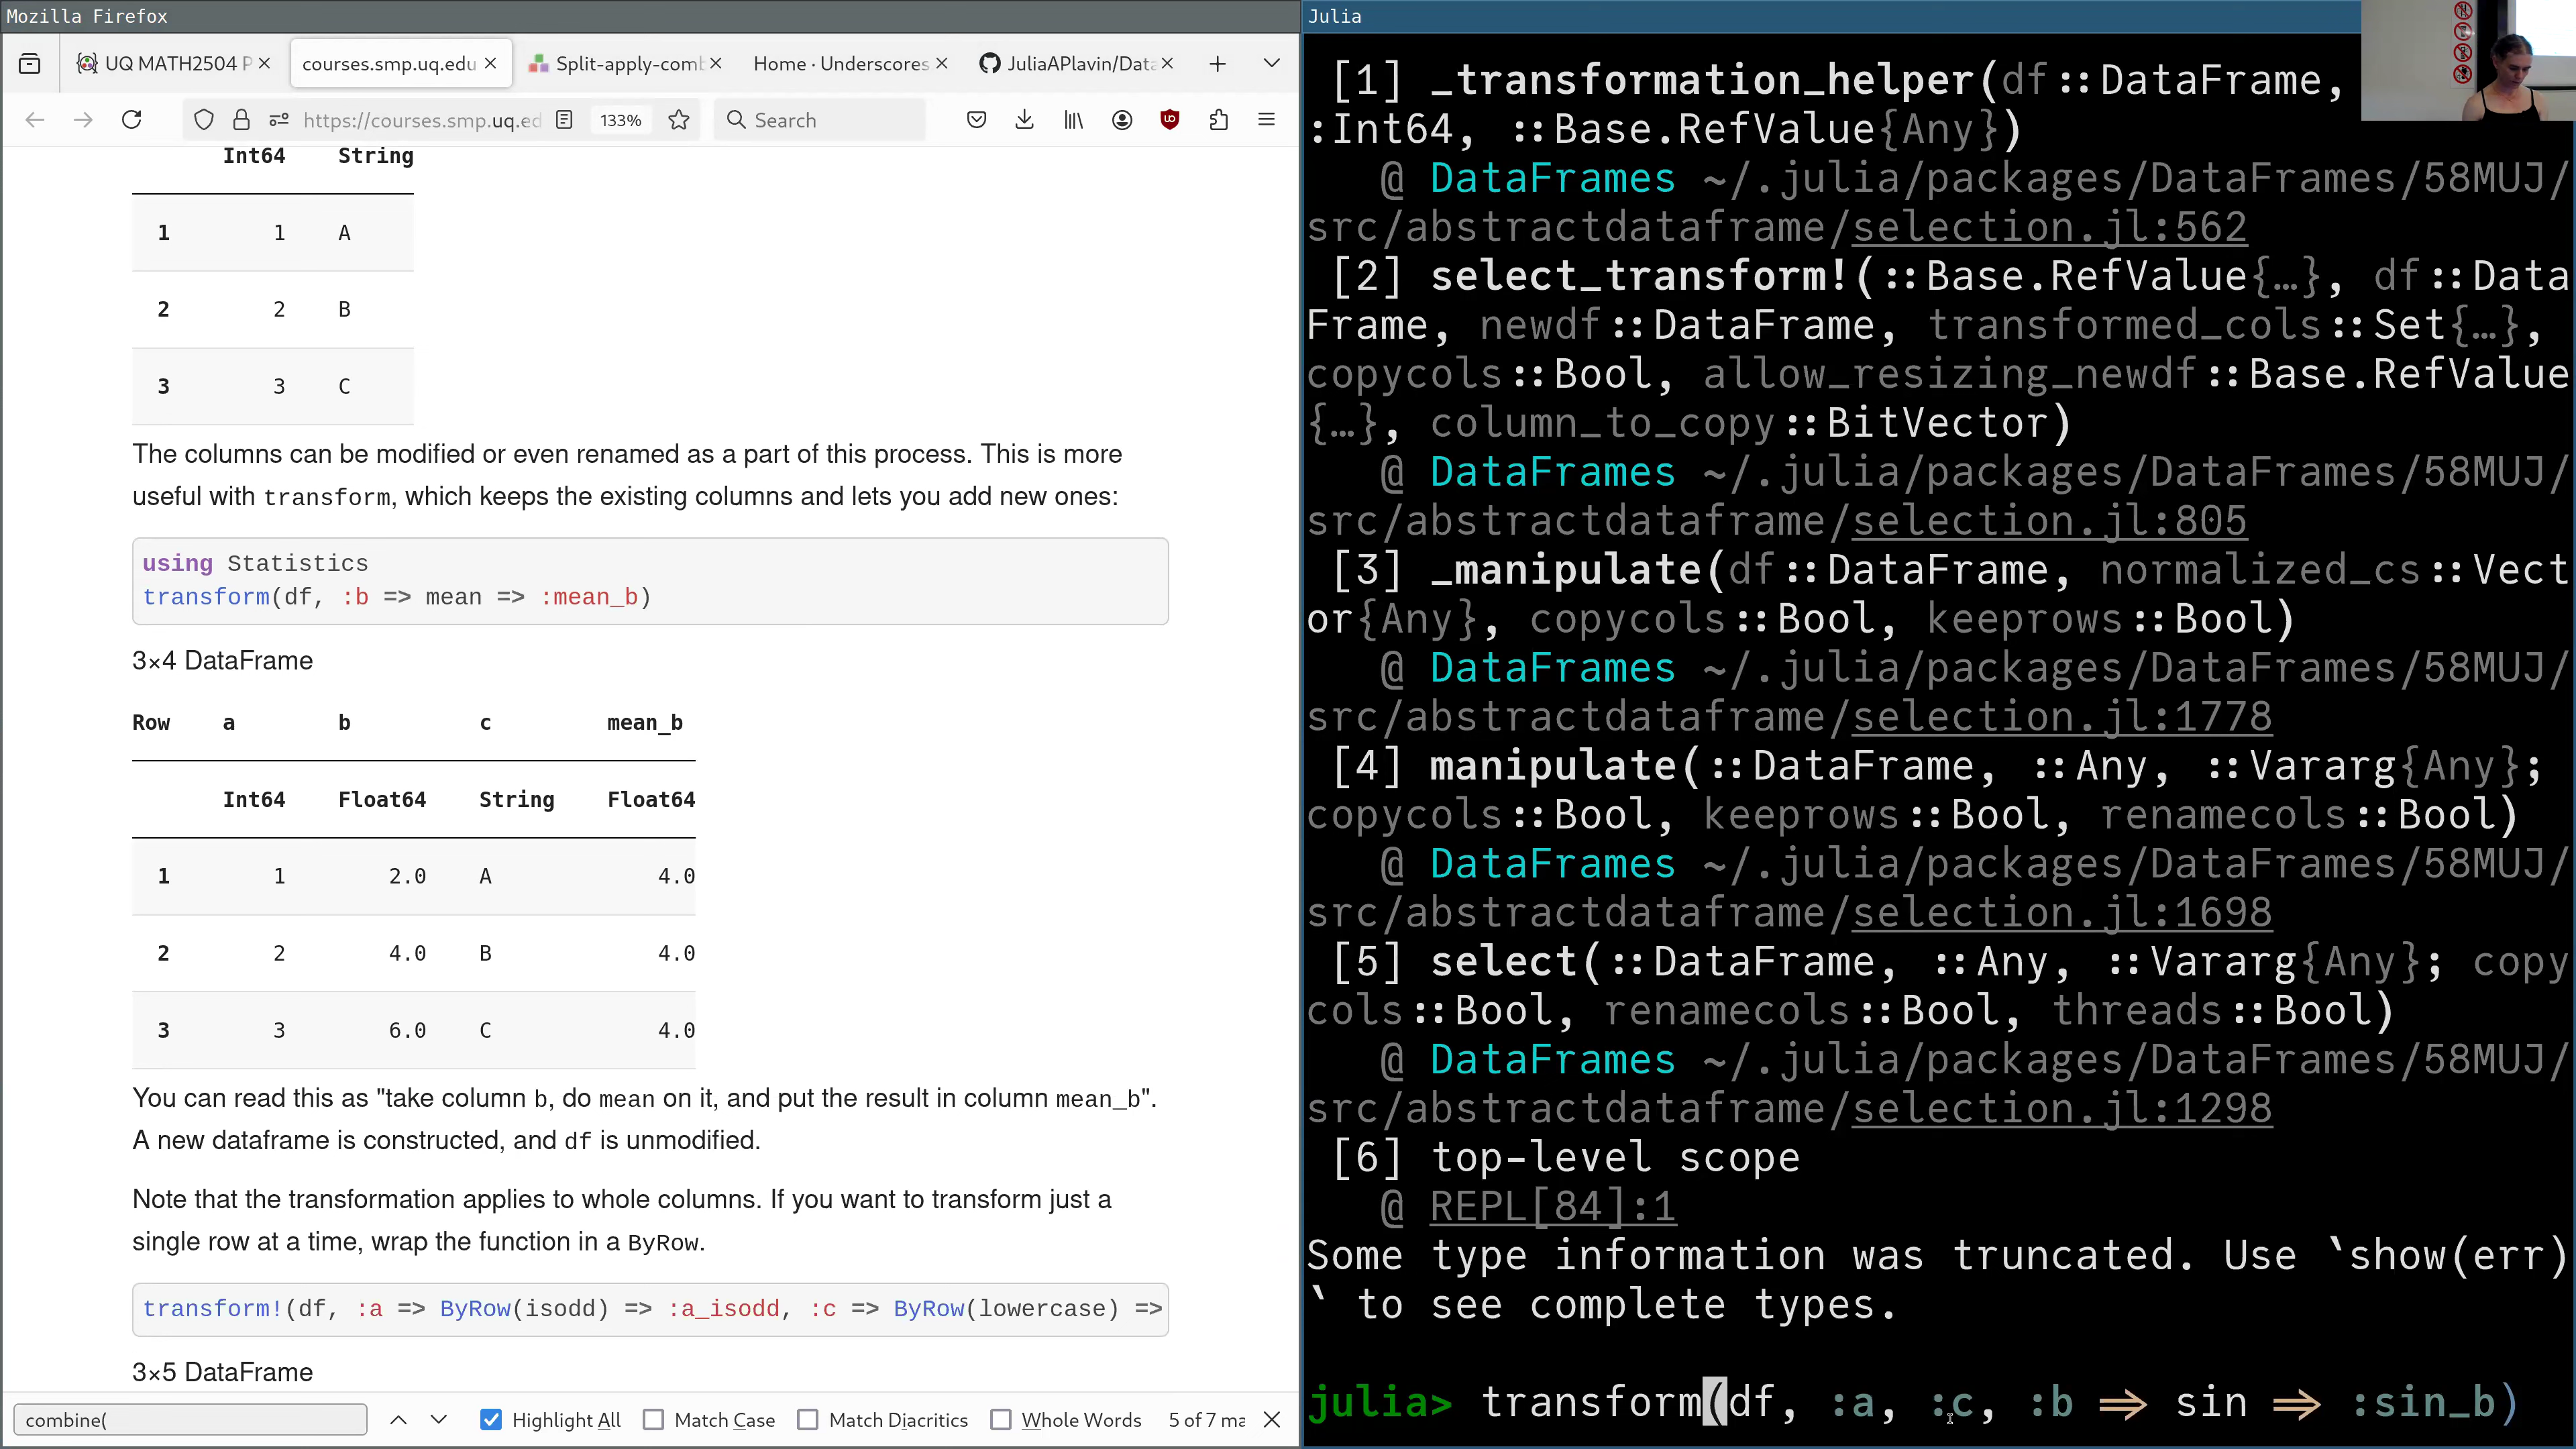 Mozilla Firefox
UQ MATH2504 P
courses.smp.uq.edu
Split-apply-comb
Home · Underscores
JuliaAPlavin/Data
https://courses.smp.uq.ed
133%
Search
Int64 String
1 1 A
2 2 B
3 3 C
The columns can be modified or even renamed as a part of this process. This is more
useful with transform, which keeps the existing columns and lets you add new ones:
using Statistics
transform(df, :b => mean => :mean_b)
3×4 DataFrame
Row a b c mean_b
Int64 Float64 String Float64
1 1 2.0 A 4.0
2 2 4.0 B 4.0
3 3 6.0 C 4.0
You can read this as "take column b, do mean on it, and put the result in column mean_b".
A new dataframe is constructed, and df is unmodified.
Note that the transformation applies to whole columns. If you want to transform just a
single row at a time, wrap the function in a ByRow.
transform!(df, :a => ByRow(isodd) => :a_isodd, :c => ByRow(lowercase) =>
3×5 DataFrame
combine(
Highlight All
Match Case
Match Diacritics
Whole Words
5 of 7 ma
Julia
[1] _transformation_helper(df::DataFrame,
:Int64, ::Base.RefValue{Any})
@ DataFrames ~/.julia/packages/DataFrames/58MUJ/
src/abstractdataframe/selection.jl:562
[2] select_transform!(::Base.RefValue{…}, df::Data
Frame, newdf::DataFrame, transformed_cols::Set{…},
copycols::Bool, allow_resizing_newdf::Base.RefValue
{…}, column_to_copy::BitVector)
@ DataFrames ~/.julia/packages/DataFrames/58MUJ/
src/abstractdataframe/selection.jl:805
[3] _manipulate(df::DataFrame, normalized_cs::Vect
or{Any}, copycols::Bool, keeprows::Bool)
@ DataFrames ~/.julia/packages/DataFrames/58MUJ/
src/abstractdataframe/selection.jl:1778
[4] manipulate(::DataFrame, ::Any, ::Vararg{Any};
copycols::Bool, keeprows::Bool, renamecols::Bool)
@ DataFrames ~/.julia/packages/DataFrames/58MUJ/
src/abstractdataframe/selection.jl:1698
[5] select(::DataFrame, ::Any, ::Vararg{Any}; copy
cols::Bool, renamecols::Bool, threads::Bool)
@ DataFrames ~/.julia/packages/DataFrames/58MUJ/
src/abstractdataframe/selection.jl:1298
[6] top-level scope
@ REPL[84]:1
Some type information was truncated. Use `show(err)
` to see complete types.
julia> transform(df, :a, :c, :b => sin => :sin_b)